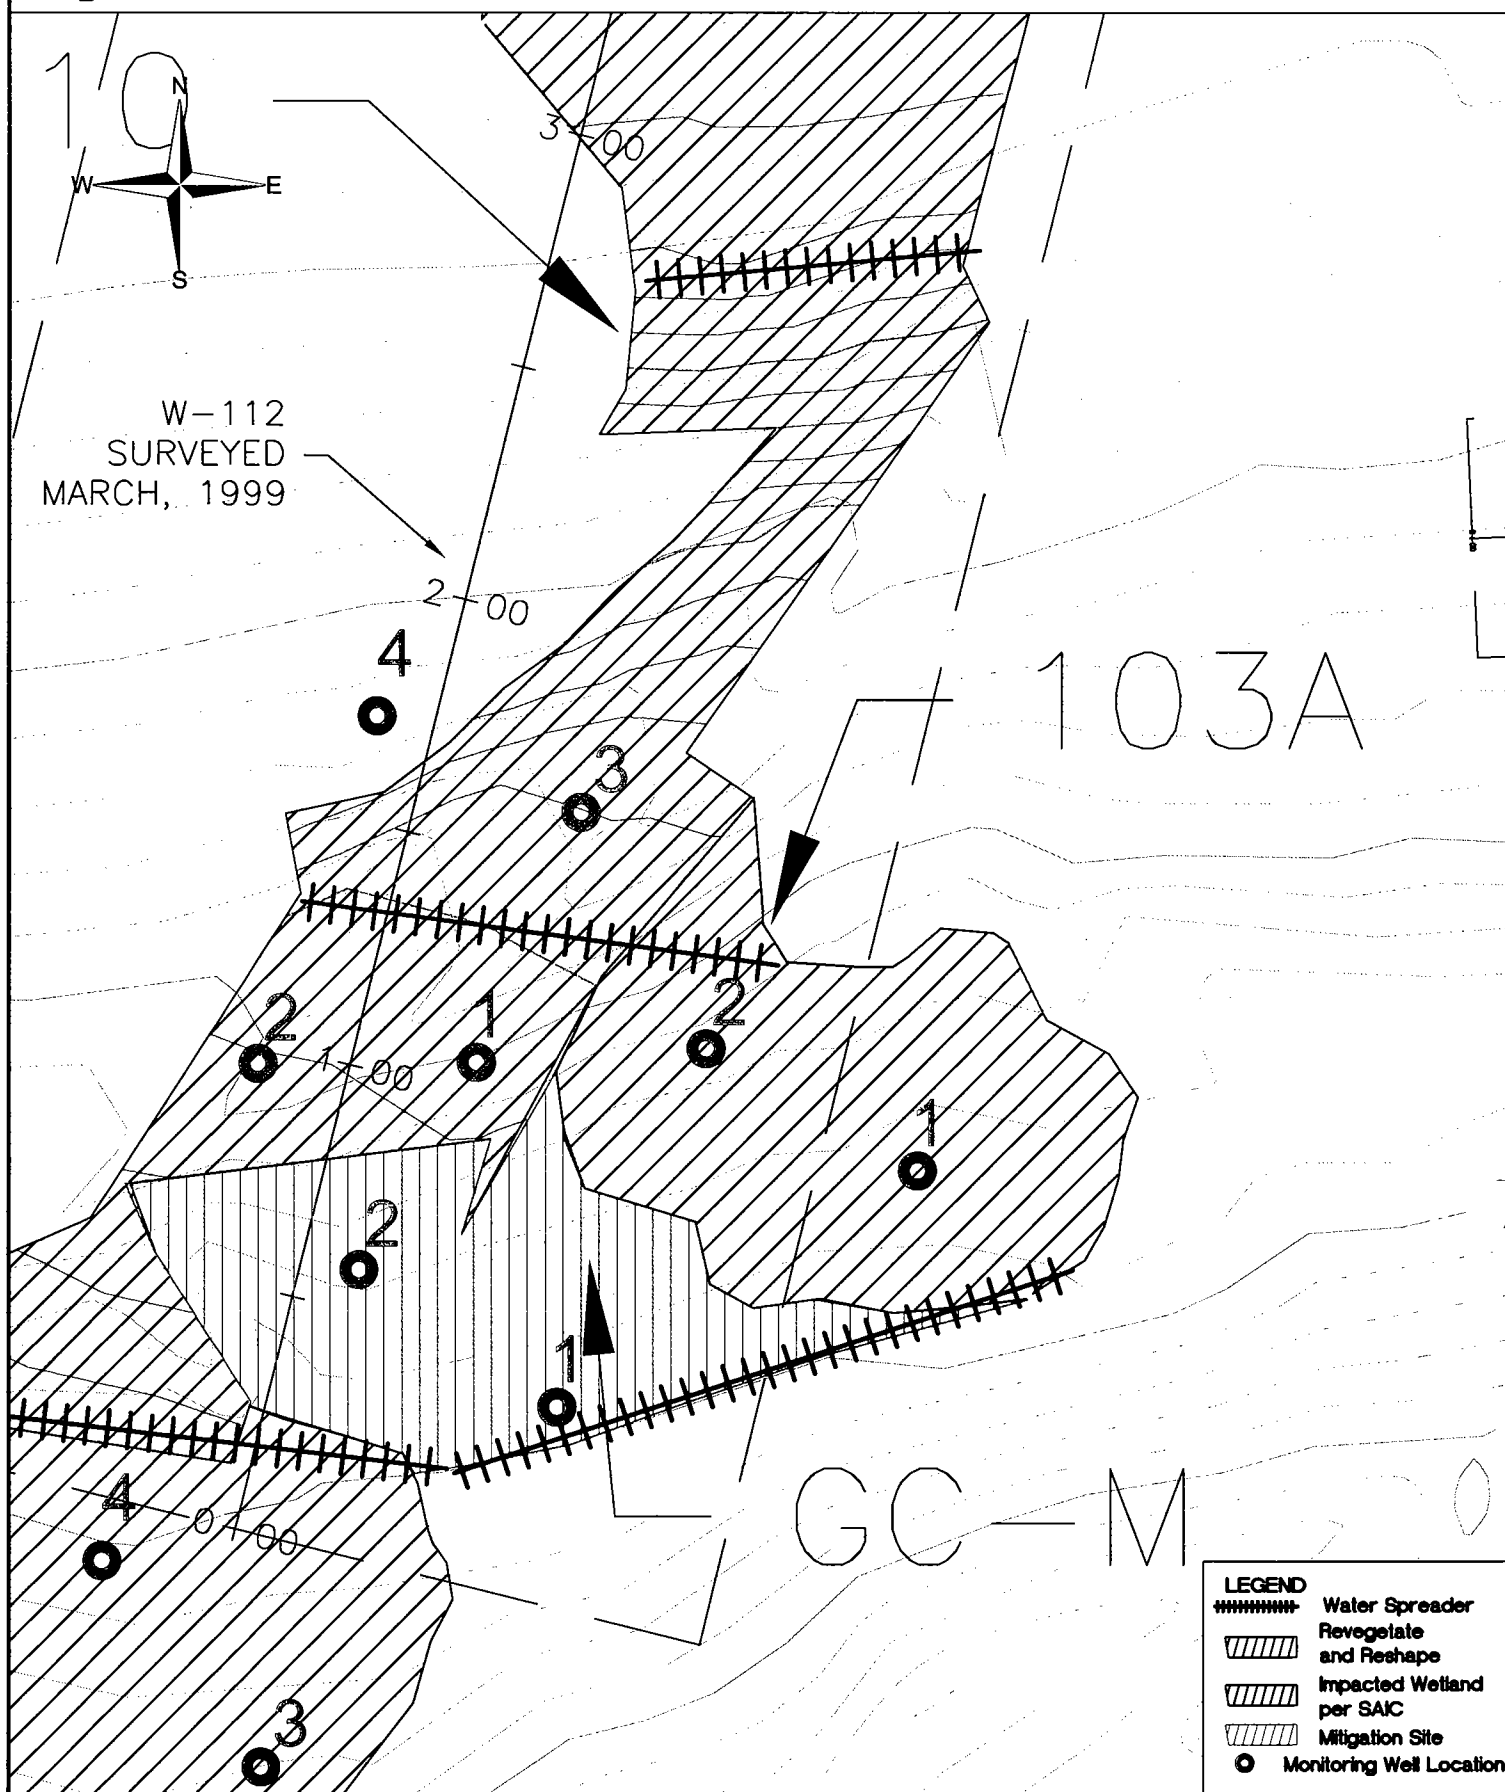 10
N
W E
S
3+00
W-112
SURVEYED
MARCH, 1999
2+00
4
103A
3
2
1
2
1+00
1
2
1
GC-M
4
0+00
3
LEGEND
Water Spreader
Revegetate
and Reshape
Impacted Wetland
per SAIC
Mitigation Site
Monitoring Well Location